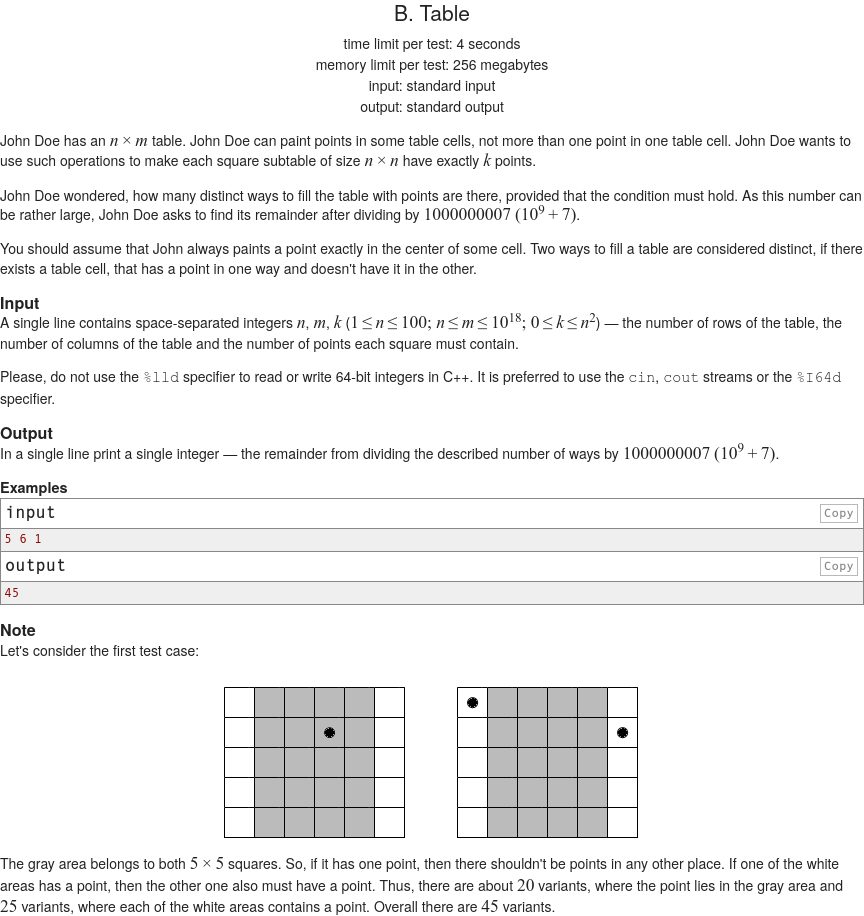 B. Table
time limit per test: 4 seconds
memory limit per test: 256 megabytes
input: standard input
output: standard output
John Doe has an n × m table. John Doe can paint points in some table cells, not more than one point in one table cell. John Doe wants to
use such operations to make each square subtable of size n × n have exactly k points.
John Doe wondered, how many distinct ways to fill the table with points are there, provided that the condition must hold. As this number can
be rather large, John Doe asks to find its remainder after dividing by 1000000007 (10⁹ + 7).
You should assume that John always paints a point exactly in the center of some cell. Two ways to fill a table are considered distinct, if there
exists a table cell, that has a point in one way and doesn't have it in the other.
Input
A single line contains space-separated integers n, m, k (1 ≤ n ≤ 100; n ≤ m ≤ 10¹⁸; 0 ≤ k ≤ n²) — the number of rows of the table, the
number of columns of the table and the number of points each square must contain.
Please, do not use the %lld specifier to read or write 64-bit integers in C++. It is preferred to use the cin, cout streams or the %I64d
specifier.
Output
In a single line print a single integer — the remainder from dividing the described number of ways by 1000000007 (10⁹ + 7).
Examples
input Copy
5 6 1
output Copy
45
Note
Let's consider the first test case:
The gray area belongs to both 5 × 5 squares. So, if it has one point, then there shouldn't be points in any other place. If one of the white
areas has a point, then the other one also must have a point. Thus, there are about 20 variants, where the point lies in the gray area and
25 variants, where each of the white areas contains a point. Overall there are 45 variants.